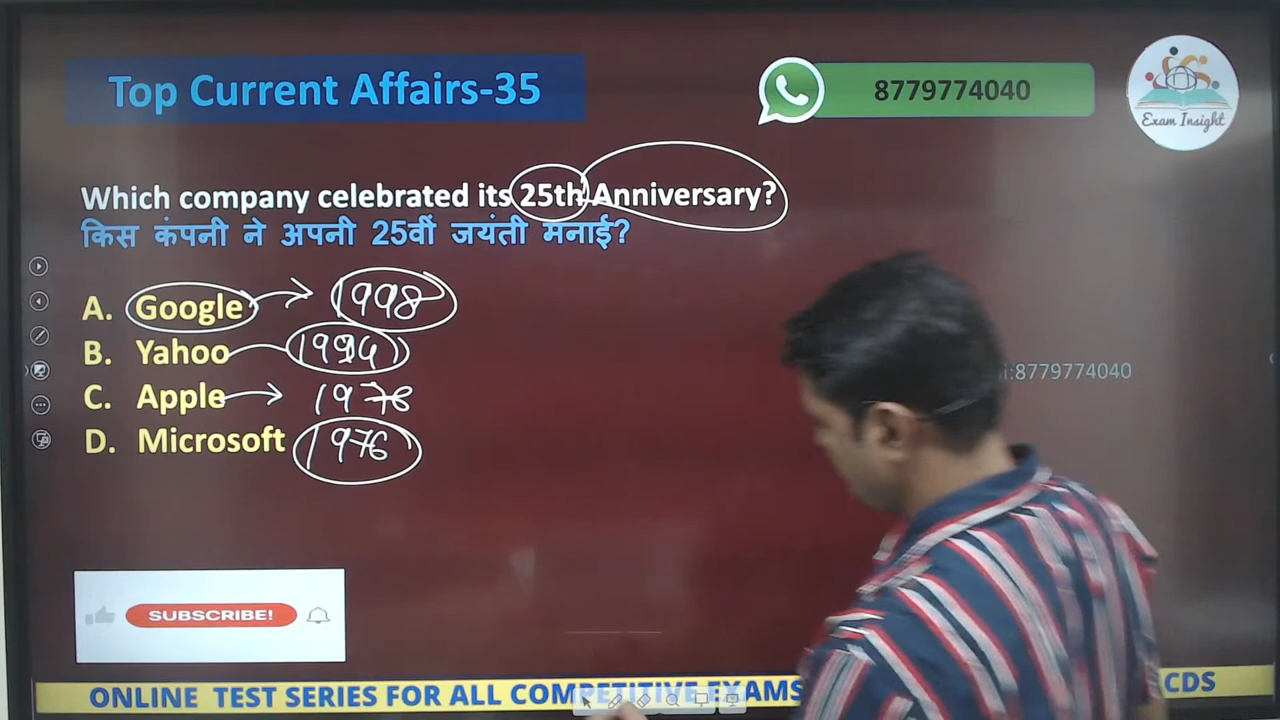 Top Current Affairs-35
8779774040
Exam Insight
Which company celebrated its 25th Anniversary?
किस कंपनी ने अपनी 25वीं जयंती मनाई?
A. Google 1998
B. Yahoo 1994
C. Apple 1976
D. Microsoft 1976
:8779774040
SUBSCRIBE!
ONLINE TEST SERIES FOR ALL COMPETITIVE EXAMS CDS